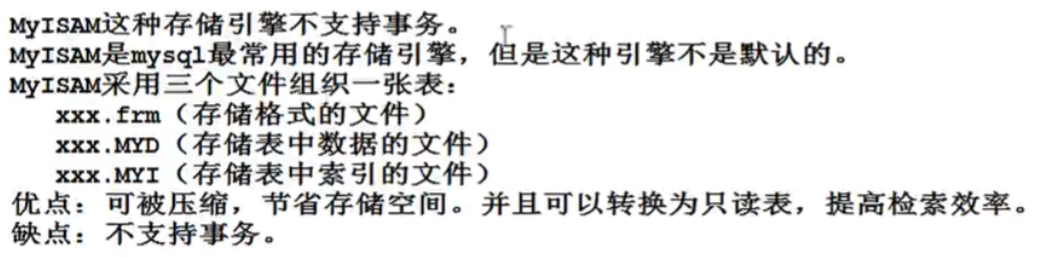 MyISAM这种存储引擎不支持事务。
MyISAM是mysql最常用的存储引擎，但是这种引擎不是默认的。
MyISAM采用三个文件组织一张表：
xxx.frm（存储格式的文件）
xxx.MYD（存储表中数据的文件）
xxx.MYI（存储表中索引的文件）
优点：可被压缩，节省存储空间。并且可以转换为只读表，提高检索效率。
缺点：不支持事务。